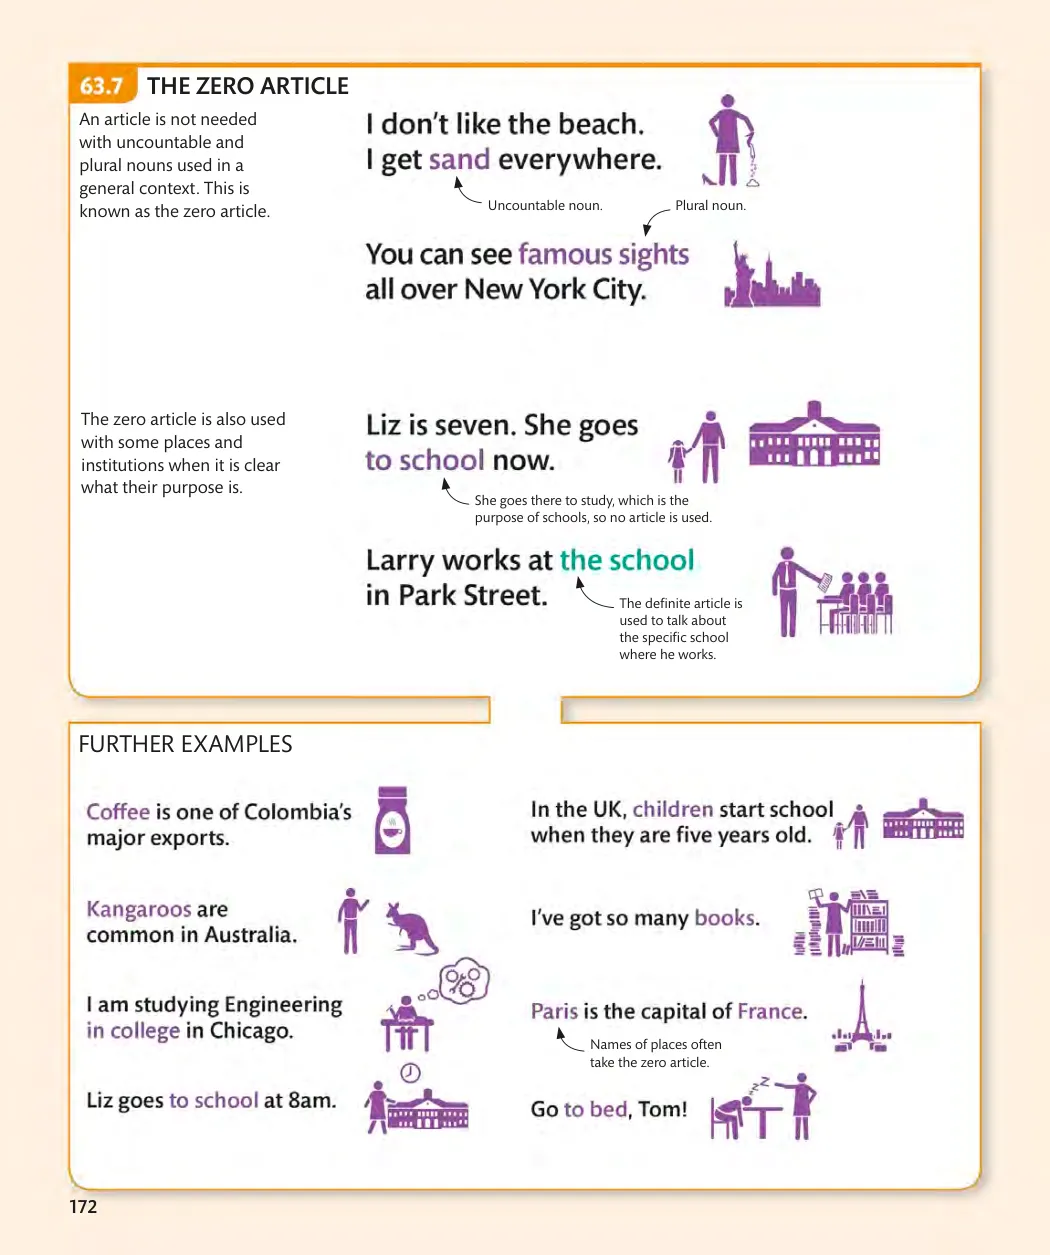 63.7 THE ZERO ARTICLE
An article is not needed
with uncountable and
plural nouns used in a
general context. This is
known as the zero article.
I don't like the beach.
I get sand everywhere.
Uncountable noun.
Plural noun.
You can see famous sights
all over New York City.
The zero article is also used
with some places and
institutions when it is clear
what their purpose is.
Liz is seven. She goes
to school now.
She goes there to study, which is the
purpose of schools, so no article is used.
Larry works at the school
in Park Street.
The definite article is
used to talk about
the specific school
where he works.
FURTHER EXAMPLES
Coffee is one of Colombia's
major exports.
Kangaroos are
common in Australia.
I am studying Engineering
in college in Chicago.
Liz goes to school at 8am.
In the UK, children start school
when they are five years old.
I've got so many books.
Paris is the capital of France.
Names of places often
take the zero article.
Go to bed, Tom!
zzZ
172